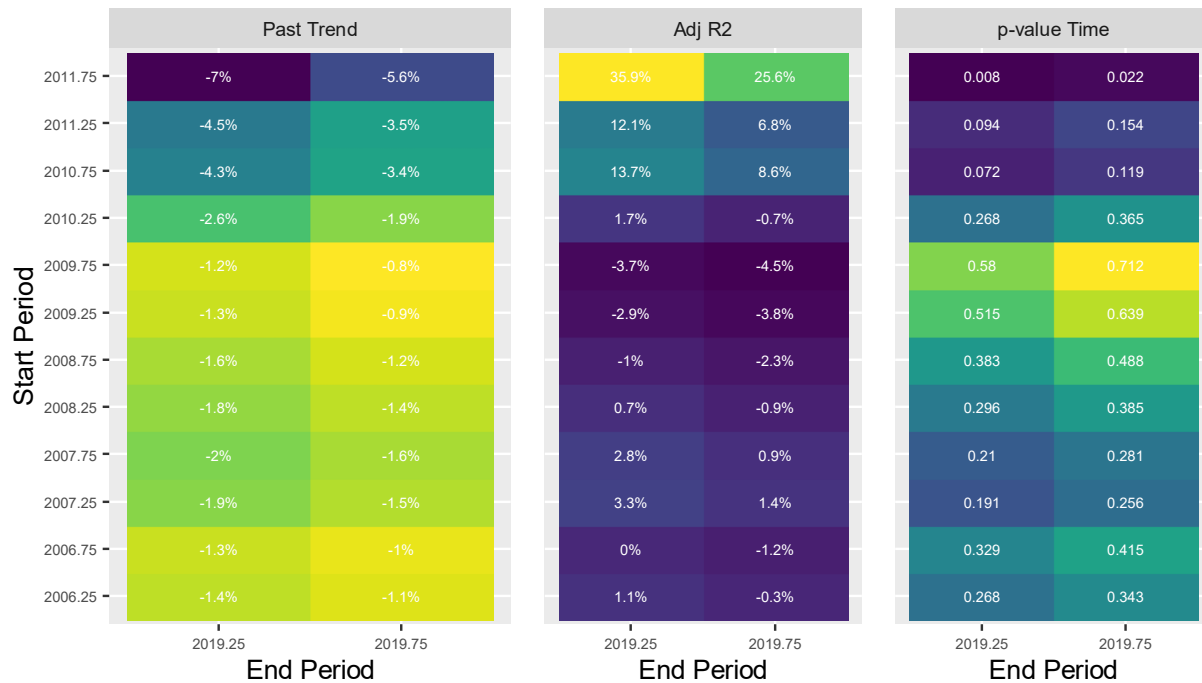 Past Trend Adj R2 p-value Time
2011.75 -7% -5.6% 35.9% 25.6% 0.008 0.022
2011.25 -4.5% -3.5% 12.1% 6.8% 0.094 0.154
2010.75 -4.3% -3.4% 13.7% 8.6% 0.072 0.119
2010.25 -2.6% -1.9% 1.7% -0.7% 0.268 0.365
2009.75 -1.2% -0.8% -3.7% -4.5% 0.58 0.712
2009.25 -1.3% -0.9% -2.9% -3.8% 0.515 0.639
Start Period
2008.75 -1.6% -1.2% -1% -2.3% 0.383 0.488
2008.25 -1.8% -1.4% 0.7% -0.9% 0.296 0.385
2007.75 -2% -1.6% 2.8% 0.9% 0.21 0.281
2007.25 -1.9% -1.5% 3.3% 1.4% 0.191 0.256
2006.75 -1.3% -1% 0% -1.2% 0.329 0.415
2006.25 -1.4% -1.1% 1.1% -0.3% 0.268 0.343
2019.25 2019.75 2019.25 2019.75 2019.25 2019.75
End Period End Period End Period